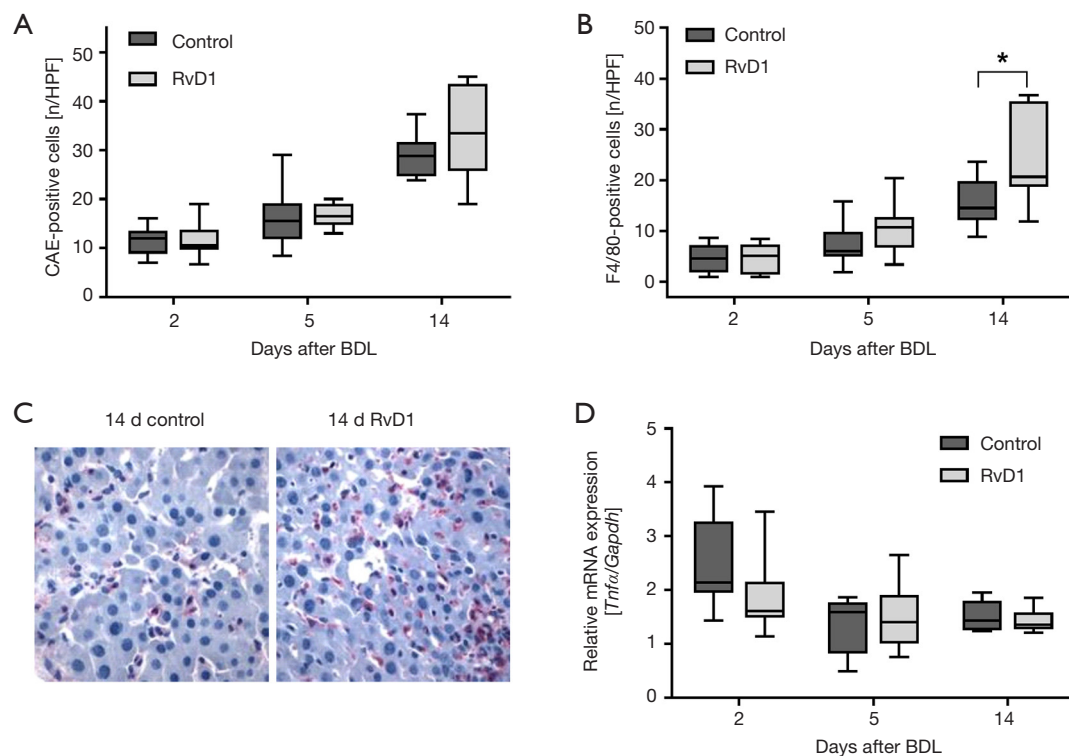 A
CAE-positive cells [n/HPF]
50
40
30
20
10
0
Control
RvD1
2 5 14
Days after BDL
B
F4/80-positive cells [n/HPF]
50
40
30
20
10
0
Control
RvD1
*
2 5 14
Days after BDL
C
14 d control 14 d RvD1
D
Relative mRNA expression
[Tnfα/Gapdh]
5
4
3
2
1
0
Control
RvD1
2 5 14
Days after BDL